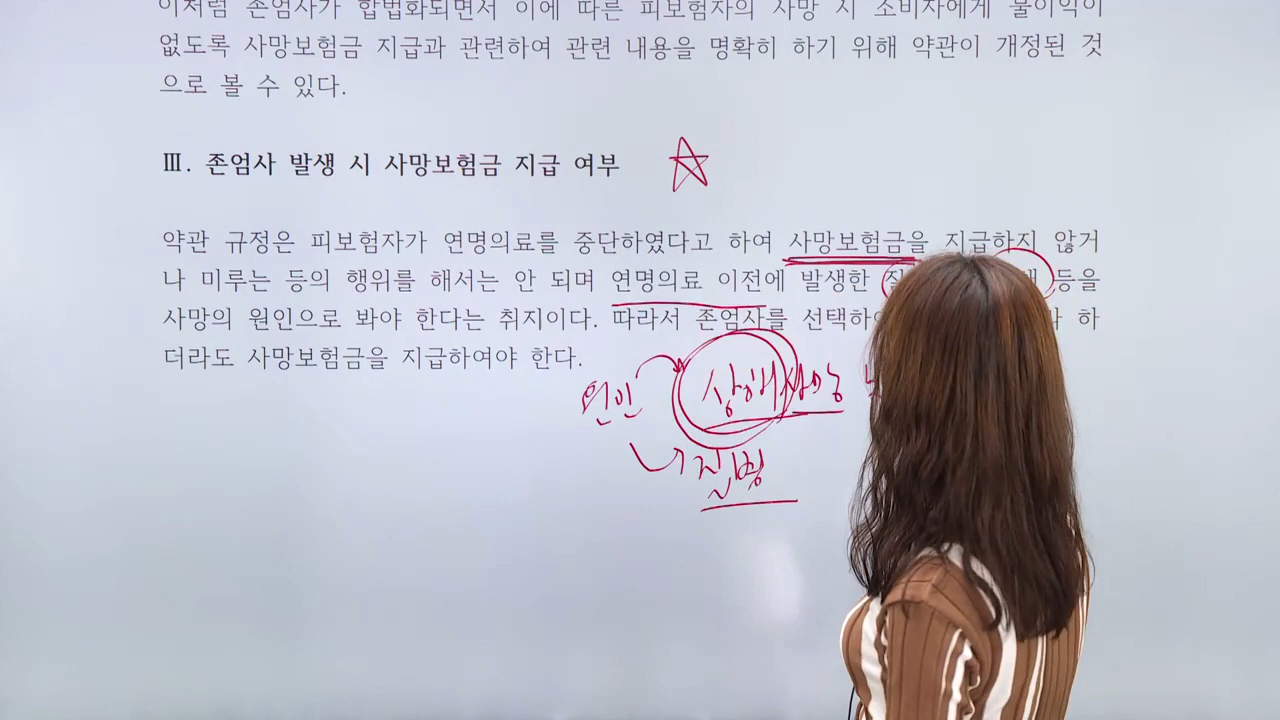 이처럼 존엄사가 합법화되면서 이에 따른 피보험자의 사망 시 소비자에게 불이익이
없도록 사망보험금 지급과 관련하여 관련 내용을 명확히 하기 위해 약관이 개정된 것
으로 볼 수 있다.
Ⅲ. 존엄사 발생 시 사망보험금 지급 여부
약관 규정은 피보험자가 연명의료를 중단하였다고 하여 사망보험금을 지급하지 않거
나 미루는 등의 행위를 해서는 안 되며 연명의료 이전에 발생한 등을
사망의 원인으로 봐야 한다는 취지이다. 따라서 존엄사를 하
더라도 사망보험금을 지급하여야 한다.
원인 상해
질병